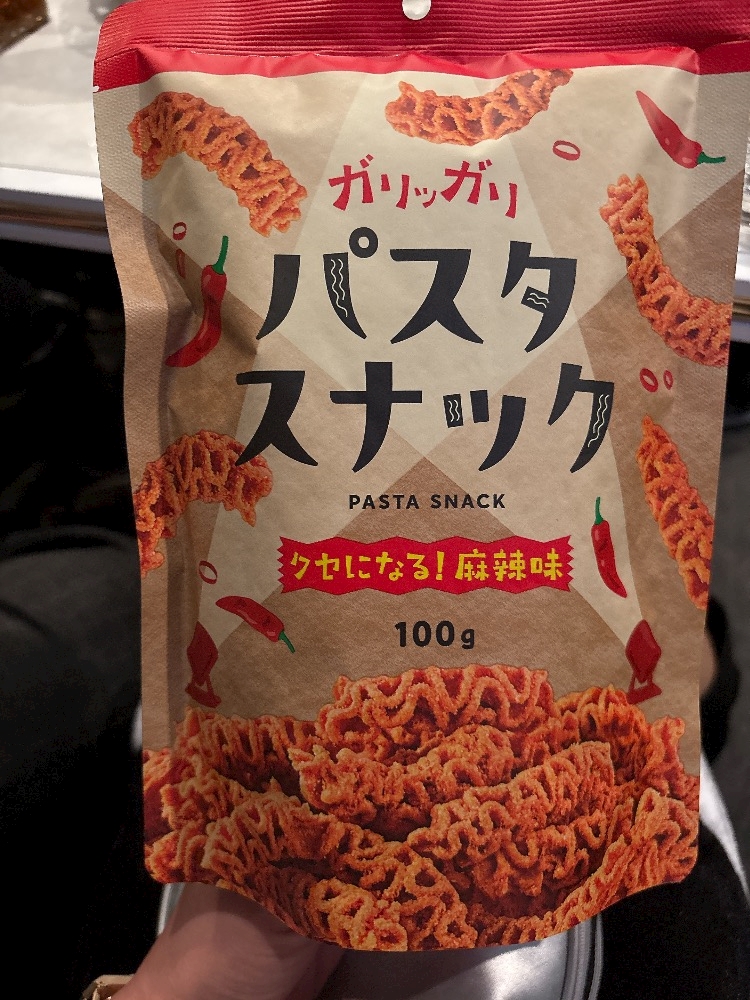 ガリッガリ
パスタ
スナック
PASTA SNACK
クセになる！麻辣味
100g